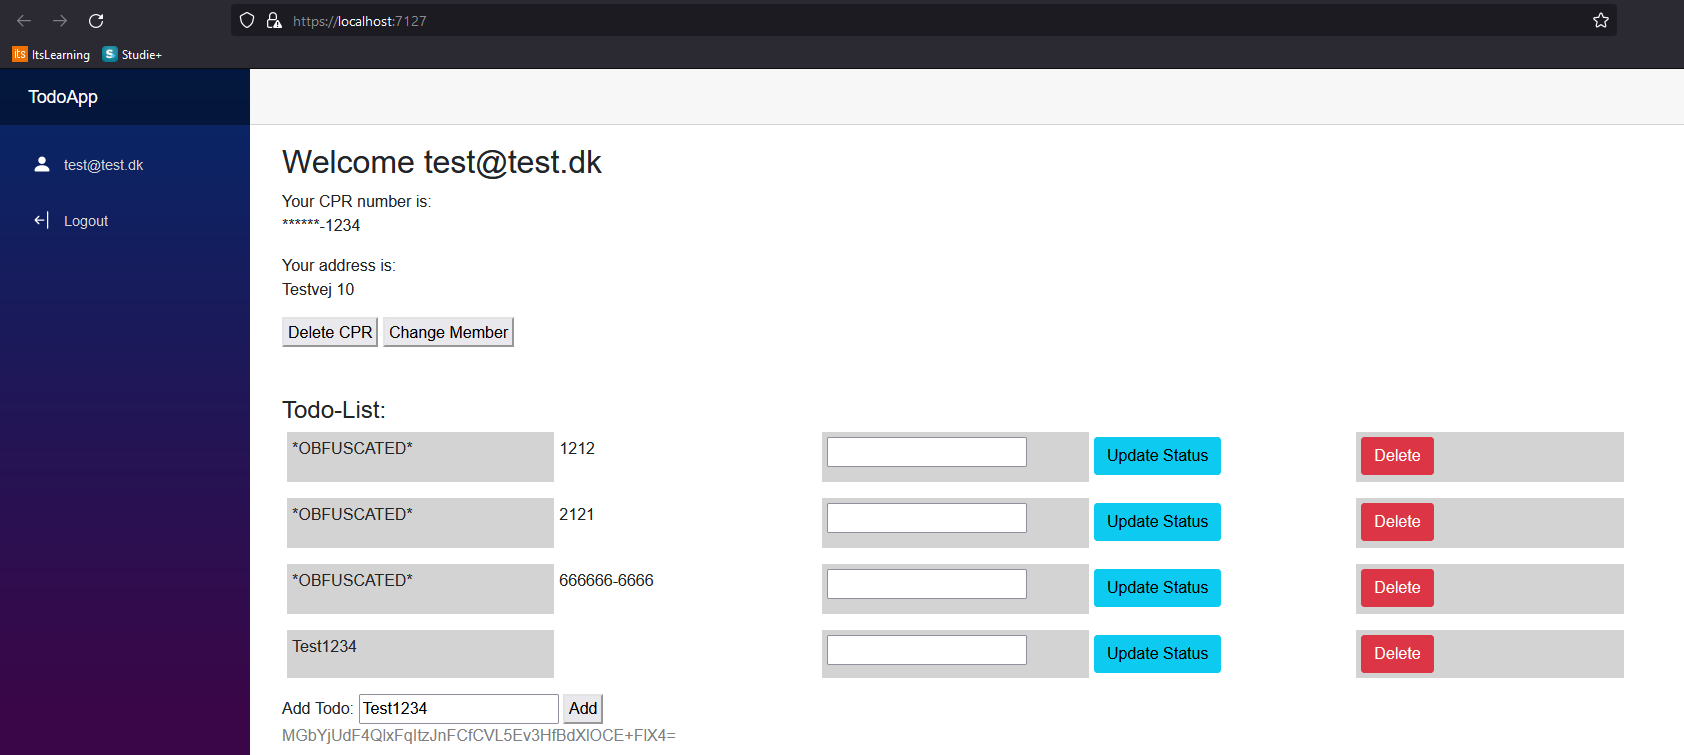 https://localhost:7127
its ItsLearning S Studie+
TodoApp
test@test.dk
Logout
Welcome test@test.dk
Your CPR number is:
******-1234
Your address is:
Testvej 10
Delete CPR Change Member
Todo-List:
*OBFUSCATED* 1212 Update Status Delete
*OBFUSCATED* 2121 Update Status Delete
*OBFUSCATED* 666666-6666 Update Status Delete
Test1234 Update Status Delete
Add Todo: Test1234 Add